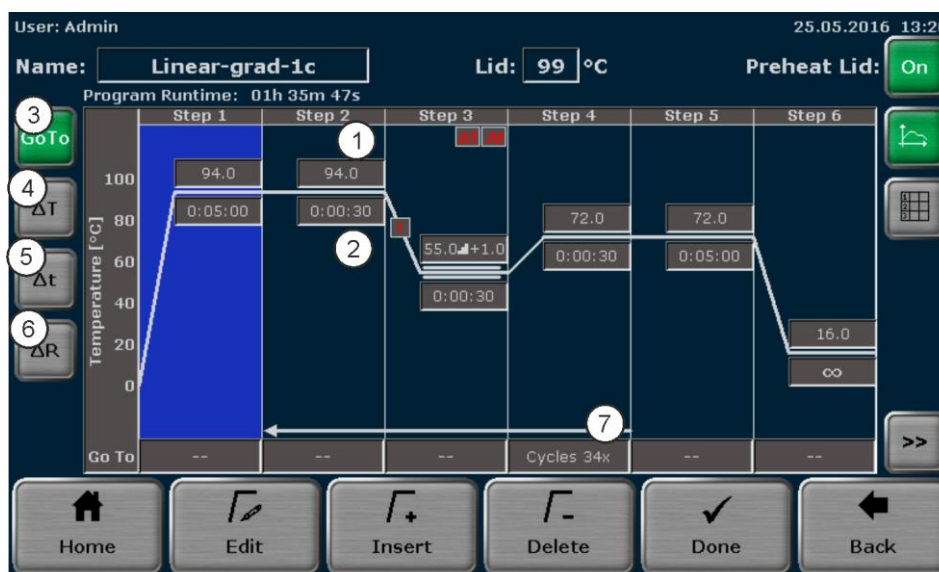 User: Admin 25.05.2016 13:2
Name: Linear-grad-1c Lid: 99 °C Preheat Lid: On
Program Runtime: 01h 35m 47s
Step 1 Step 2 Step 3 Step 4 Step 5 Step 6
3
GoTo
1
100 94.0 94.0
4
ΔT
80 0:05:00 0:00:30 72.0 72.0
2
60 55.0 +1.0 0:00:30 0:05:00
5
Δt
40 0:00:30
6
ΔR
20 16.0
0 ∞
Temperature [°C]
7
>>
Go To -- -- -- Cycles 34x -- --
Home Edit Insert Delete Done Back